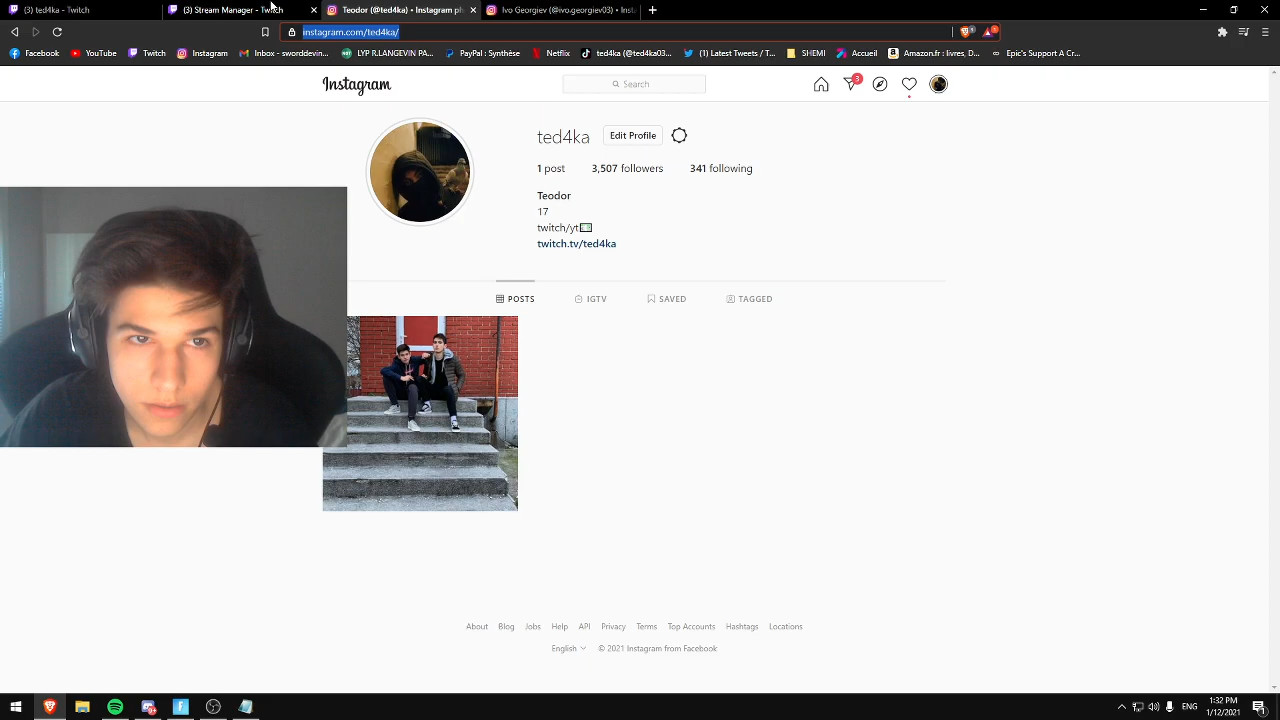 (3) ted4ka - Twitch
(3) Stream Manager - Twitch
Teodor (@ted4ka) • Instagram ph
Ivo Georgiev (@ivo.georgiev03) • Insta
instagram.com/ted4ka/
Facebook
YouTube
Twitch
Instagram
Inbox - sworddevin...
LYP R.LANGEVIN PA...
PayPal : Synthese
Netflix
ted4ka (@ted4ka03...
(1) Latest Tweets / T...
SHEMI
Accueil
Amazon.fr : livres, D...
Epic's Support A Cr...
Instagram
Search
3
ted4ka
Edit Profile
1 post
3,507 followers
341 following
Teodor
17
twitch/yt
twitch.tv/ted4ka
POSTS
IGTV
SAVED
TAGGED
About
Blog
Jobs
Help
API
Privacy
Terms
Top Accounts
Hashtags
Locations
English
© 2021 Instagram from Facebook
ENG
1:32 PM
1/12/2021